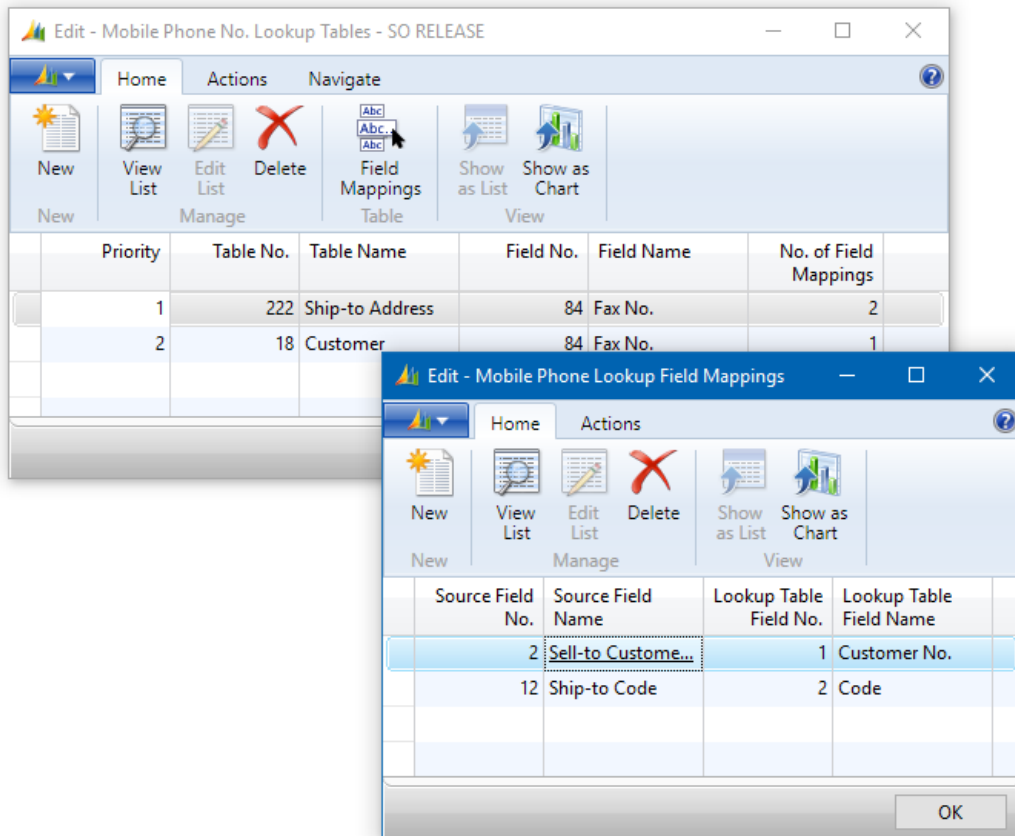 Edit - Mobile Phone No. Lookup Tables - SO RELEASE
Home Actions Navigate
Abc
Abc..
Abc
New View Edit Delete Field Show Show as
List List Mappings as List Chart
New Manage Table View
Priority Table No. Table Name Field No. Field Name No. of Field
Mappings
1 222 Ship-to Address 84 Fax No. 2
2 18 Customer 84 Fax No. 1
Edit - Mobile Phone Lookup Field Mappings
Home Actions
New View Edit Delete Show Show as
List List as List Chart
New Manage View
Source Field Source Field Lookup Table Lookup Table
No. Name Field No. Field Name
2 Sell-to Custome... 1 Customer No.
12 Ship-to Code 2 Code
OK